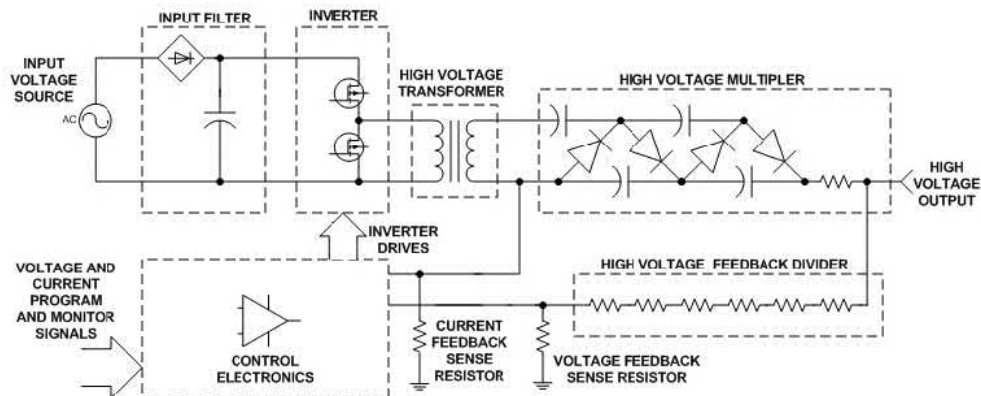 INPUT FILTER
INVERTER
INPUT
VOLTAGE
SOURCE
AC
HIGH VOLTAGE
TRANSFORMER
HIGH VOLTAGE MULTIPLER
HIGH
VOLTAGE
OUTPUT
INVERTER
DRIVES
VOLTAGE AND
CURRENT
PROGRAM
AND MONITOR
SIGNALS
CONTROL
ELECTRONICS
HIGH VOLTAGE FEEDBACK DIVIDER
CURRENT
FEEDBACK
SENSE
RESISTOR
VOLTAGE FEEDBACK
SENSE RESISTOR